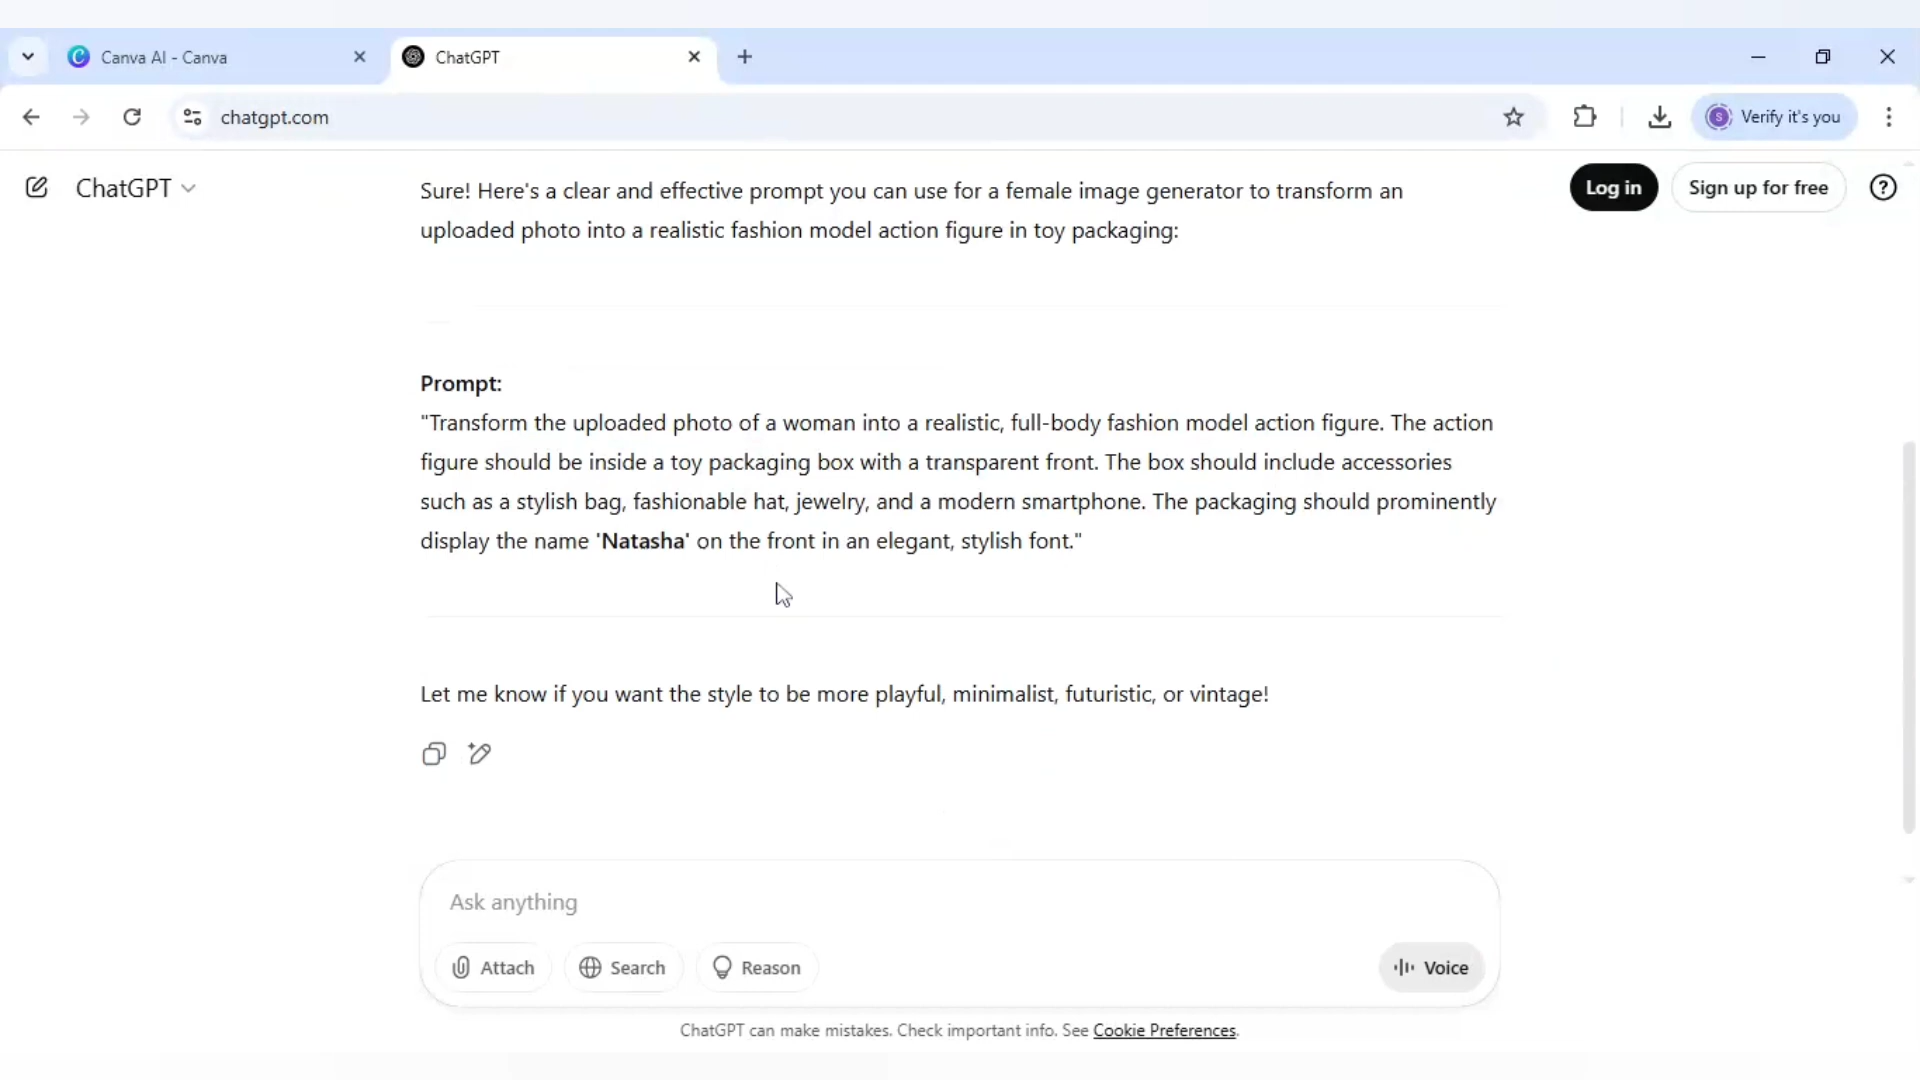 Canva AI - Canva
ChatGPT
chatgpt.com
S
Verify it's you
ChatGPT
Log in
Sign up for free
Sure! Here's a clear and effective prompt you can use for a female image generator to transform an
uploaded photo into a realistic fashion model action figure in toy packaging:
Prompt:
"Transform the uploaded photo of a woman into a realistic, full-body fashion model action figure. The action
figure should be inside a toy packaging box with a transparent front. The box should include accessories
such as a stylish bag, fashionable hat, jewelry, and a modern smartphone. The packaging should prominently
display the name 'Natasha' on the front in an elegant, stylish font."
Let me know if you want the style to be more playful, minimalist, futuristic, or vintage!
Ask anything
Attach
Search
Reason
Voice
ChatGPT can make mistakes. Check important info. See Cookie Preferences.